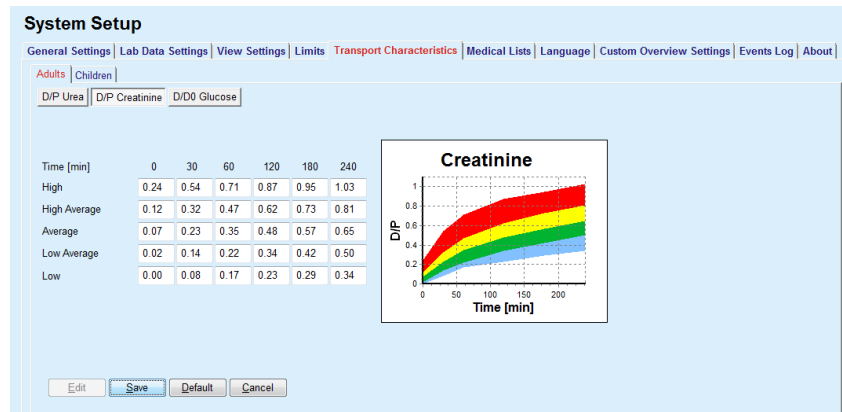 System Setup
General Settings Lab Data Settings View Settings Limits Transport Characteristics Medical Lists Language Custom Overview Settings Events Log About
Adults Children
D/P Urea D/P Creatinine D/D0 Glucose
Time [min] 0 30 60 120 180 240
High 0.24 0.54 0.71 0.87 0.95 1.03
High Average 0.12 0.32 0.47 0.62 0.73 0.81
Average 0.07 0.23 0.35 0.48 0.57 0.65
Low Average 0.02 0.14 0.22 0.34 0.42 0.50
Low 0.00 0.08 0.17 0.23 0.29 0.34
Creatinine
D/P
1
0.8
0.6
0.4
0.2
0
0 50 100 150 200
Time [min]
Edit Save Default Cancel